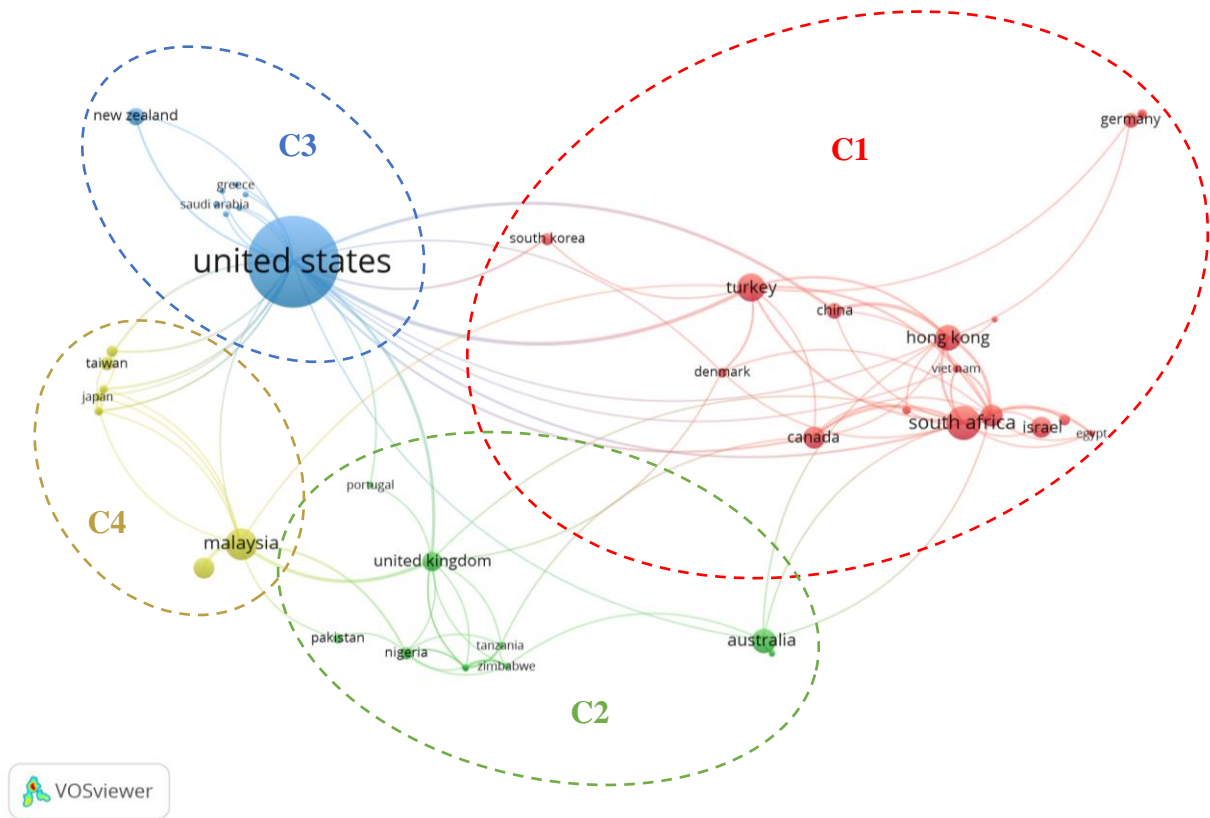 new zealand
C3
C1
germany
greece
saudi arabia
south korea
united states
turkey
china
hong kong
taiwan
denmark
viet nam
japan
south africa
israel
egypt
canada
portugal
C4
malaysia
united kingdom
pakistan
nigeria
tanzania
zimbabwe
australia
C2
VOSviewer